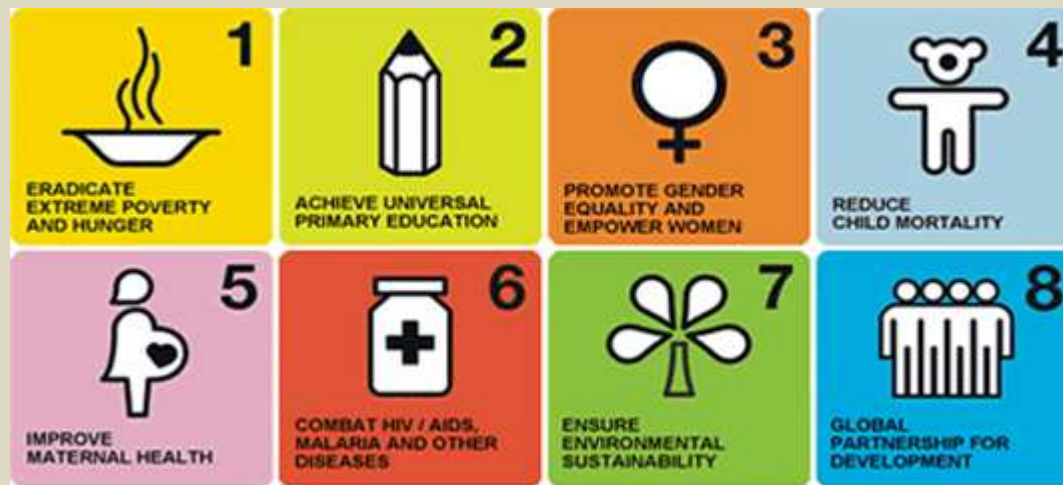 1
ERADICATE
EXTREME POVERTY
AND HUNGER
2
ACHIEVE UNIVERSAL
PRIMARY EDUCATION
3
PROMOTE GENDER
EQUALITY AND
EMPOWER WOMEN
4
REDUCE
CHILD MORTALITY
5
IMPROVE
MATERNAL HEALTH
6
COMBAT HIV / AIDS,
MALARIA AND OTHER
DISEASES
7
ENSURE
ENVIRONMENTAL
SUSTAINABILITY
8
GLOBAL
PARTNERSHIP FOR
DEVELOPMENT